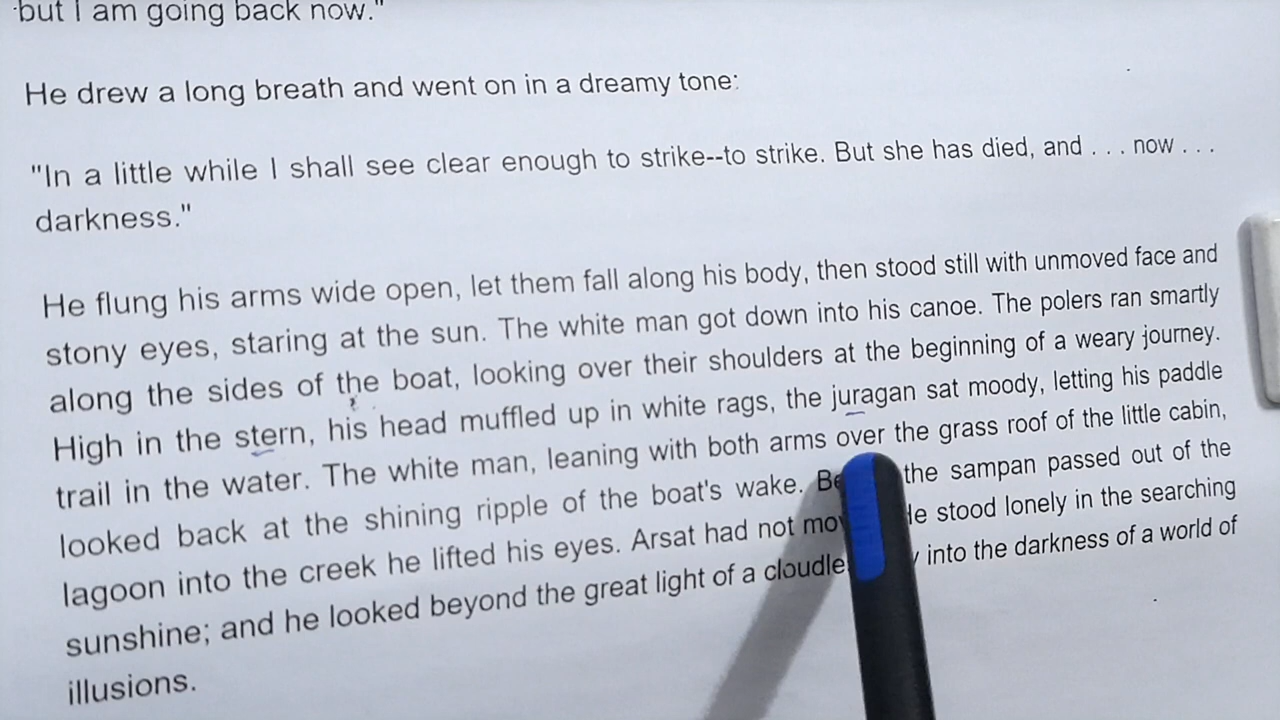 but I am going back now."
He drew a long breath and went on in a dreamy tone:
"In a little while I shall see clear enough to strike--to strike. But she has died, and . . . now . . .
darkness."
He flung his arms wide open, let them fall along his body, then stood still with unmoved face and
stony eyes, staring at the sun. The white man got down into his canoe. The polers ran smartly
along the sides of the boat, looking over their shoulders at the beginning of a weary journey.
High in the stern, his head muffled up in white rags, the juragan sat moody, letting his paddle
trail in the water. The white man, leaning with both arms over the grass roof of the little cabin,
looked back at the shining ripple of the boat's wake. the sampan passed out of the
lagoon into the creek he lifted his eyes. Arsat had not stood lonely in the searching
sunshine; and he looked beyond the great light of a into the darkness of a world of
illusions.